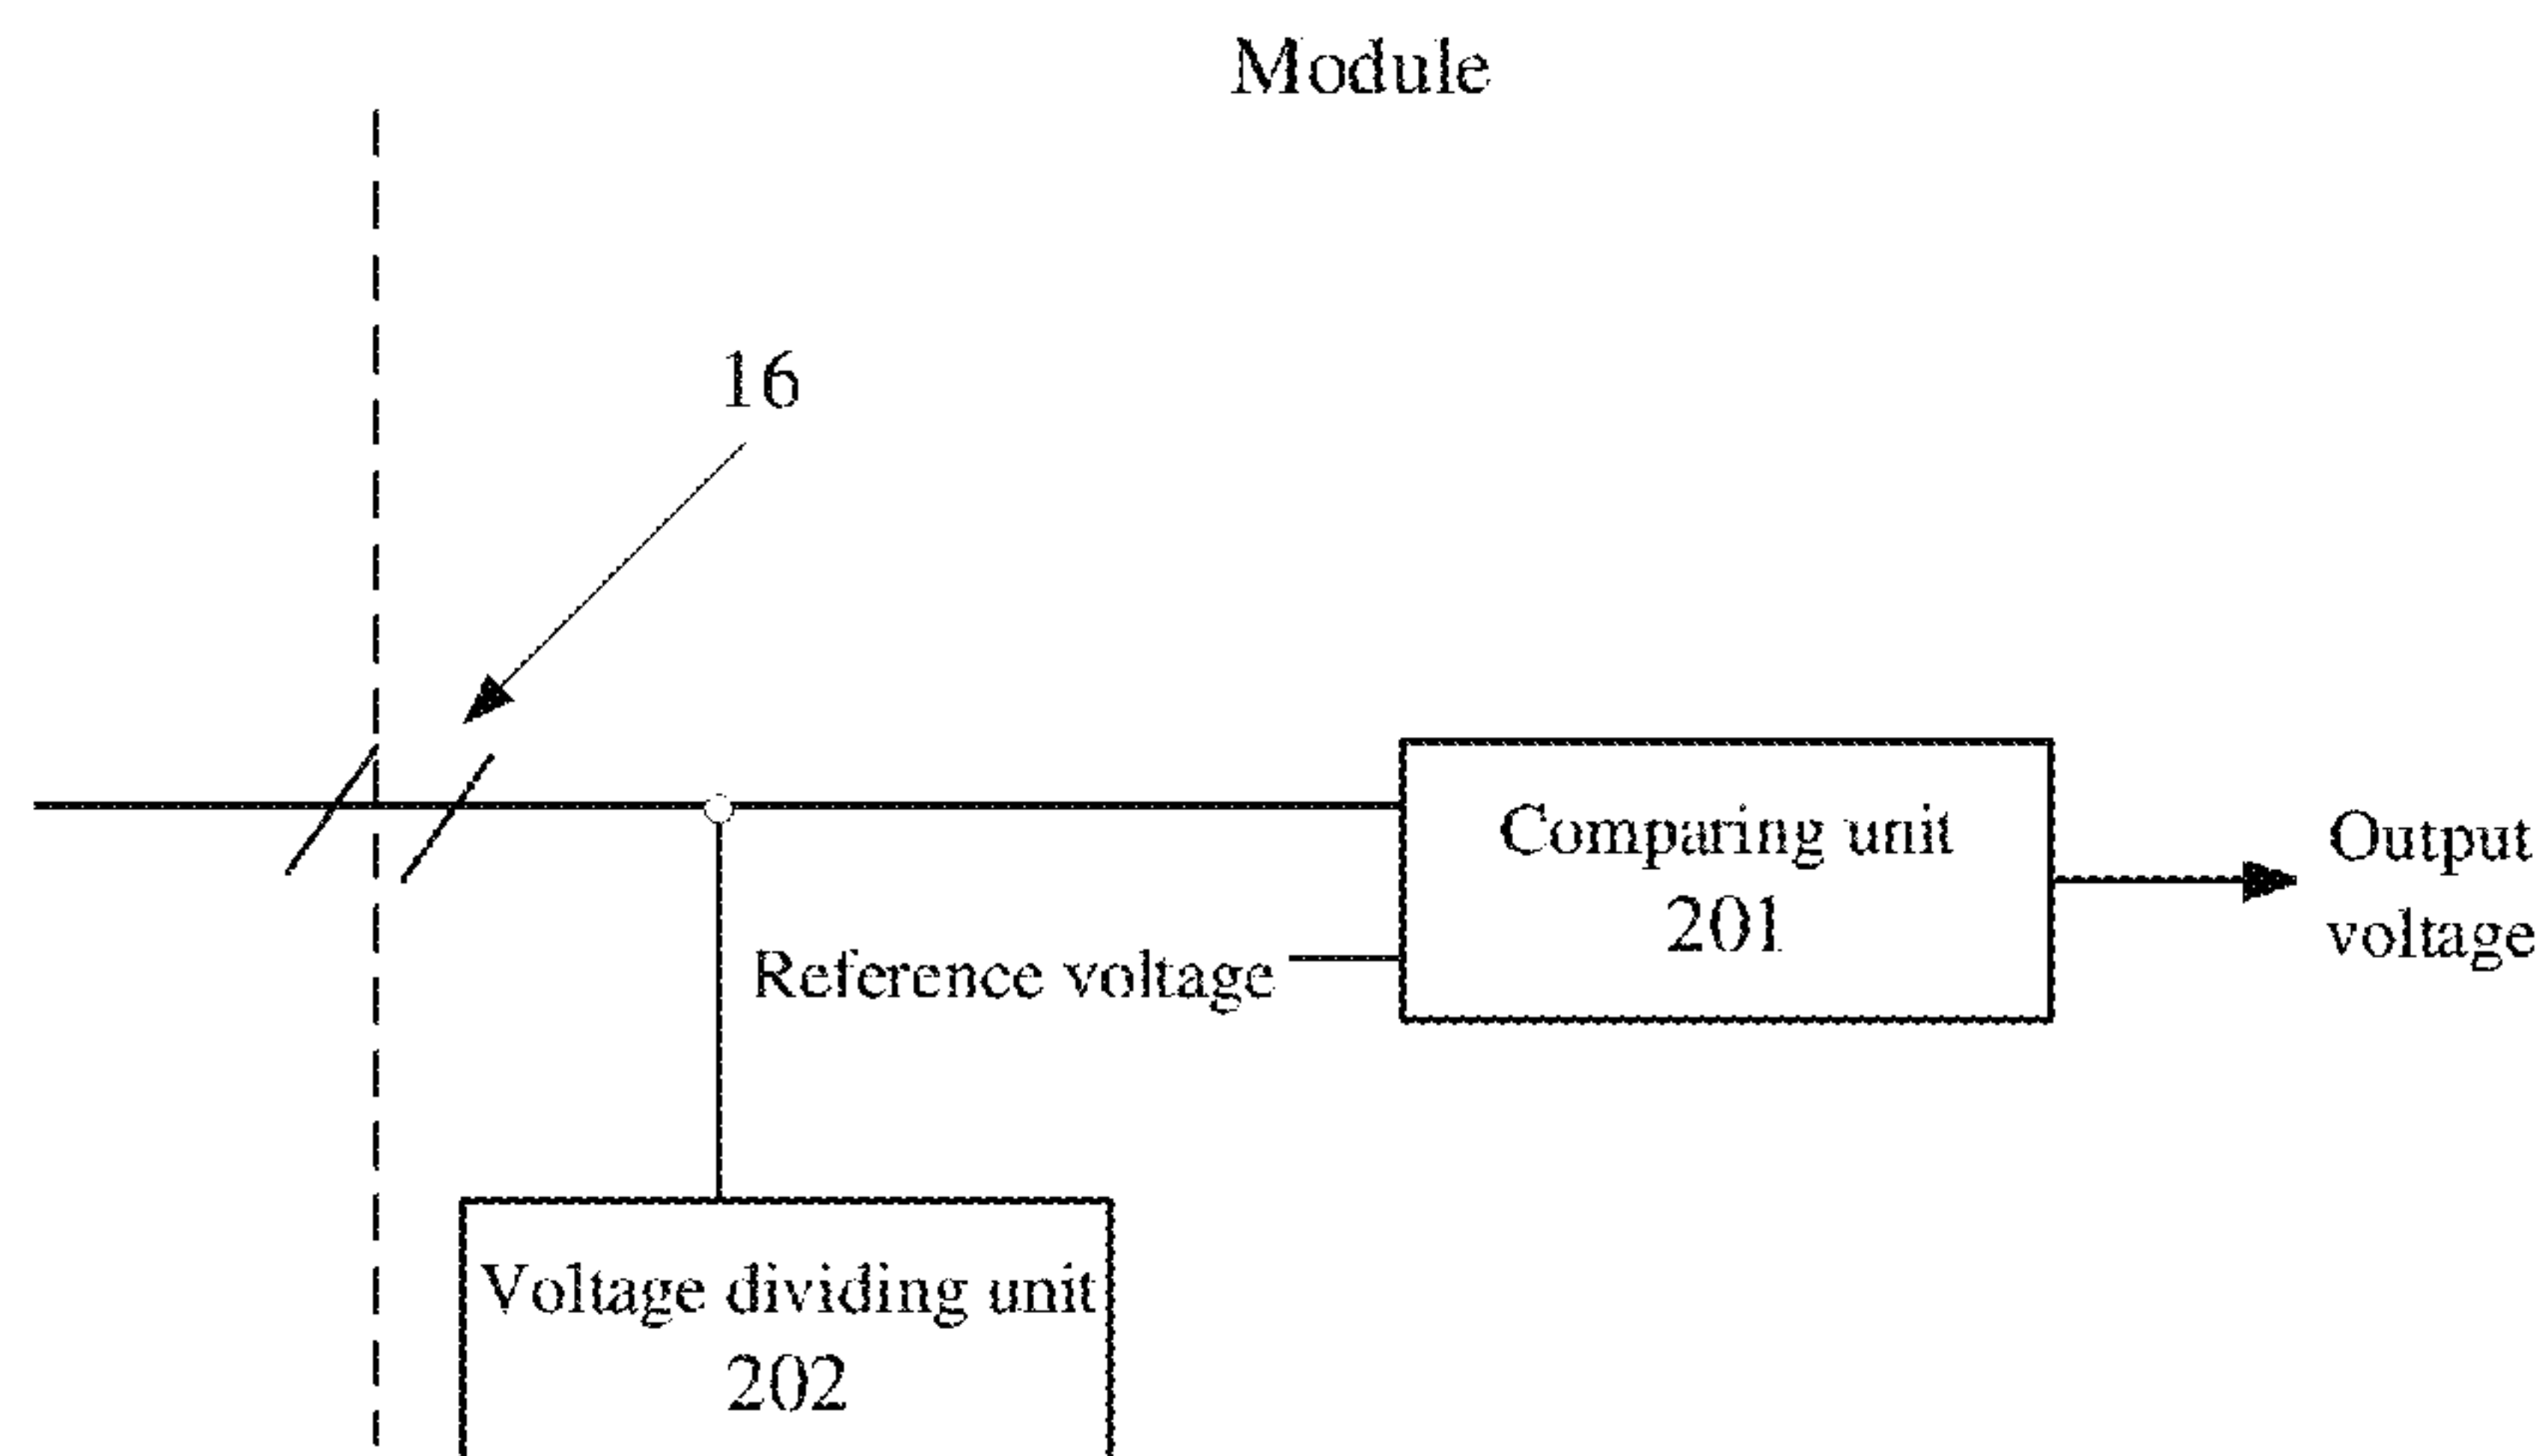 Module
16
Comparing unit
201
Output
voltage
Reference voltage
Voltage dividing unit
202